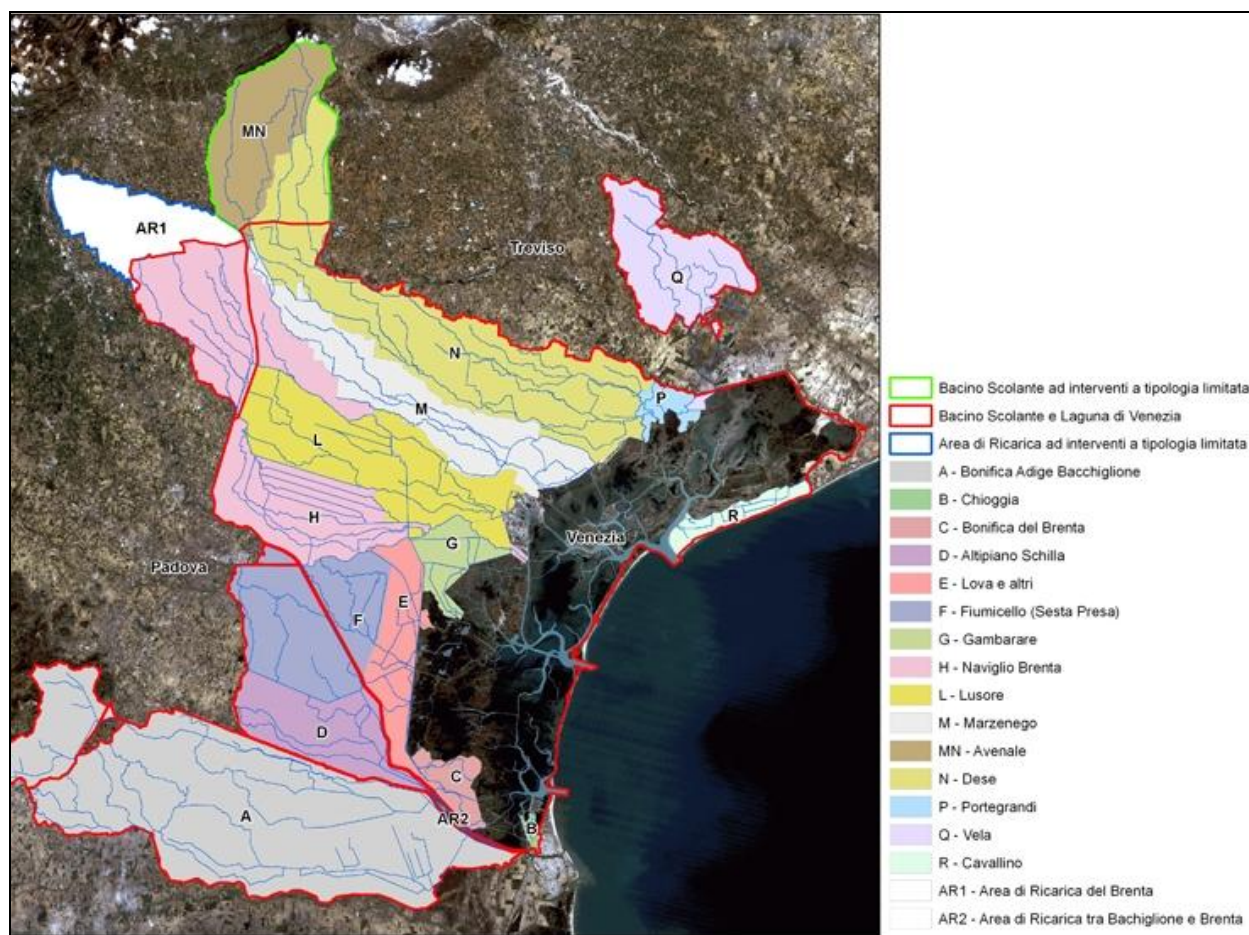 MN
AR1
Treviso
Q
N
P
M
L
R
H
Venezia
G
Padova
E
F
D
C
A
AR2
B
Bacino Scolante ad interventi a tipologia limitata
Bacino Scolante e Laguna di Venezia
Area di Ricarica ad interventi a tipologia limitata
A - Bonifica Adige Bacchiglione
B - Chioggia
C - Bonifica del Brenta
D - Altipiano Schilla
E - Lova e altri
F - Fiumicello (Sesta Presa)
G - Gambarare
H - Naviglio Brenta
L - Lusore
M - Marzenego
MN - Avenale
N - Dese
P - Portegrandi
Q - Vela
R - Cavallino
AR1 - Area di Ricarica del Brenta
AR2 - Area di Ricarica tra Bachiglione e Brenta